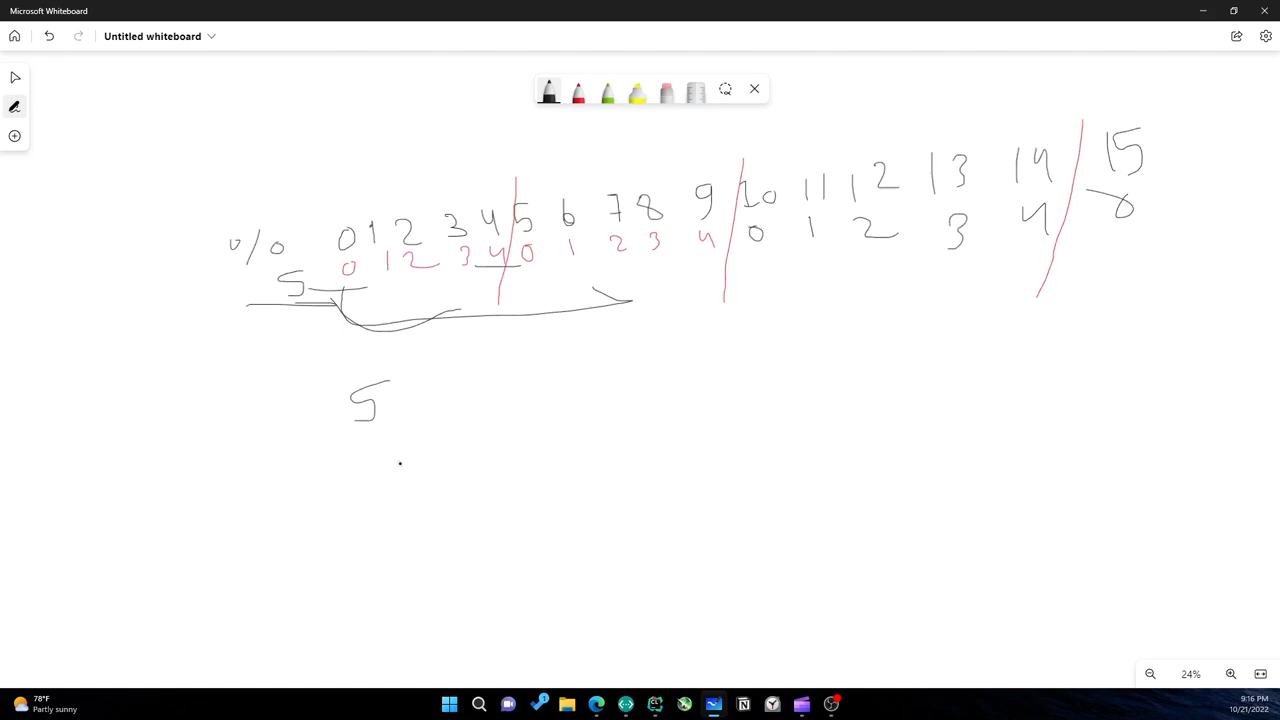 Microsoft Whiteboard
Untitled whiteboard
% 0 1 2 3 4 5 6 7 8 9 10 11 12 13 14 15
5 0 1 2 3 4 0 1 2 3 4 0 1 2 3 4 0
5
24%
78°F
Partly sunny
9:16 PM
10/21/2022